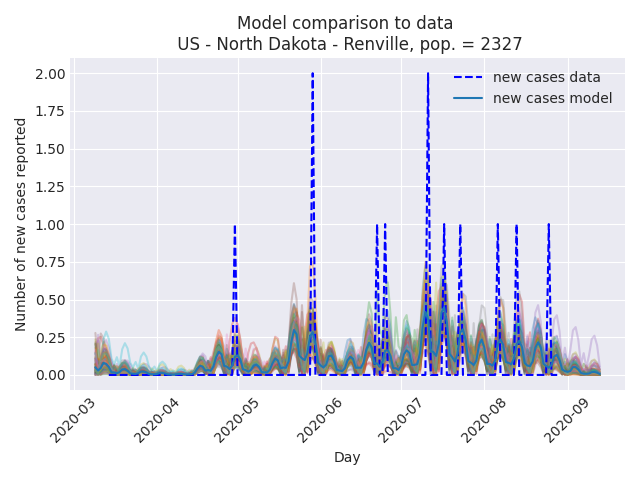 Model comparison to data
US - North Dakota - Renville, pop. = 2327
new cases data
new cases model
Number of new cases reported
2.00
1.75
1.50
1.25
1.00
0.75
0.50
0.25
0.00
2020-03
2020-04
2020-05
2020-06
2020-07
2020-08
2020-09
Day